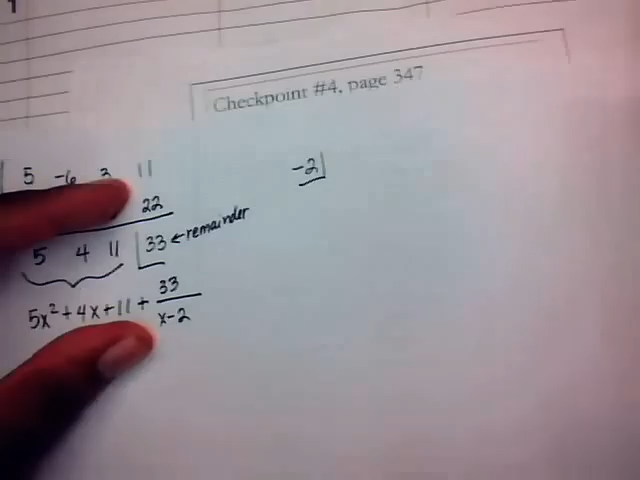 Checkpoint #4, page 347
5 -6 3 11
-2
22
5 4 11 33 ← remainder
5x² + 4x + 11 + 33
x-2